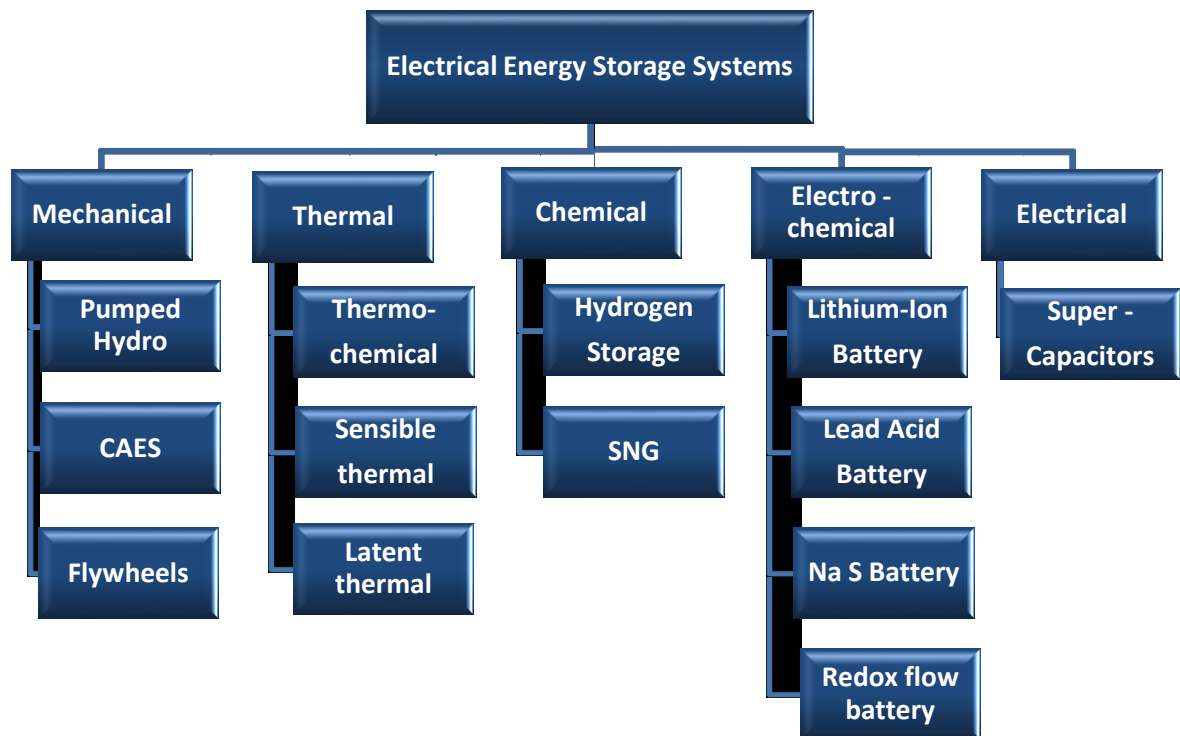 Electrical Energy Storage Systems
Mechanical
Thermal
Chemical
Electro -
chemical
Electrical
Pumped
Hydro
CAES
Flywheels
Thermo-
chemical
Sensible
thermal
Latent
thermal
Hydrogen
Storage
SNG
Lithium-Ion
Battery
Lead Acid
Battery
Na S Battery
Redox flow
battery
Super -
Capacitors